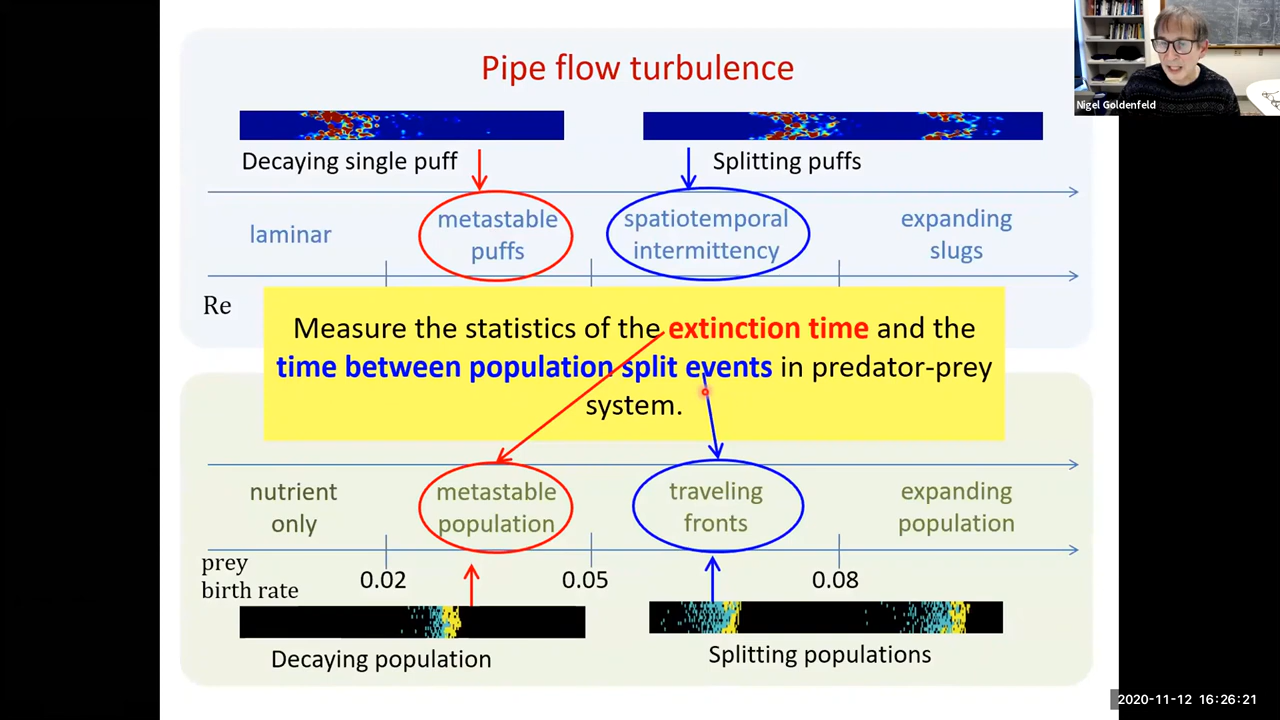 Pipe flow turbulence
Nigel Goldenfeld
Decaying single puff
Splitting puffs
laminar
metastable
puffs
spatiotemporal
intermittency
expanding
slugs
Re
Measure the statistics of the extinction time and the
time between population split events in predator-prey
system.
nutrient
only
metastable
population
traveling
fronts
expanding
population
prey
birth rate
0.02
0.05
0.08
Decaying population
Splitting populations
2020-11-12 16:26:21